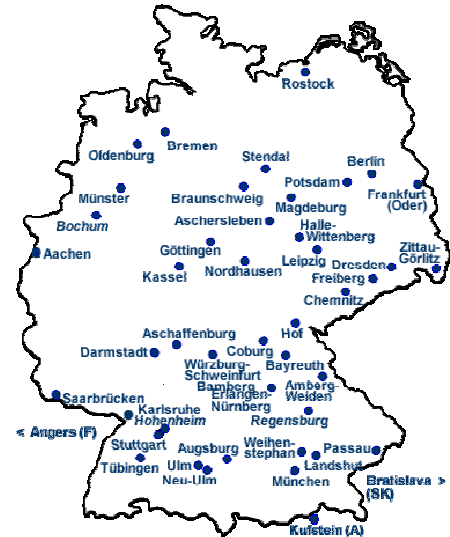 Rostock
Bremen
Oldenburg
Stendal
Berlin
Potsdam
Münster
Braunschweig
Magdeburg
Frankfurt
(Oder)
Bochum
Aschersleben
Halle-
Wittenberg
Aachen
Göttingen
Leipzig
Zittau-
Görlitz
Dresden
Kassel
Nordhausen
Freiberg
Chemnitz
Aschaffenburg
Hof
Darmstadt
Coburg
Würzburg-
Schweinfurt
Bayreuth
Bamberg
Amberg-
Weiden
Erlangen-
Nürnberg
Saarbrücken
Karlsruhe
Hohenheim
Regensburg
< Angers (F)
Stuttgart
Augsburg
Weihen-
stephan
Passau
Tübingen
Ulm
Landshut
Neu-Ulm
München
Bratislava >
(SK)
Kufstein (A)